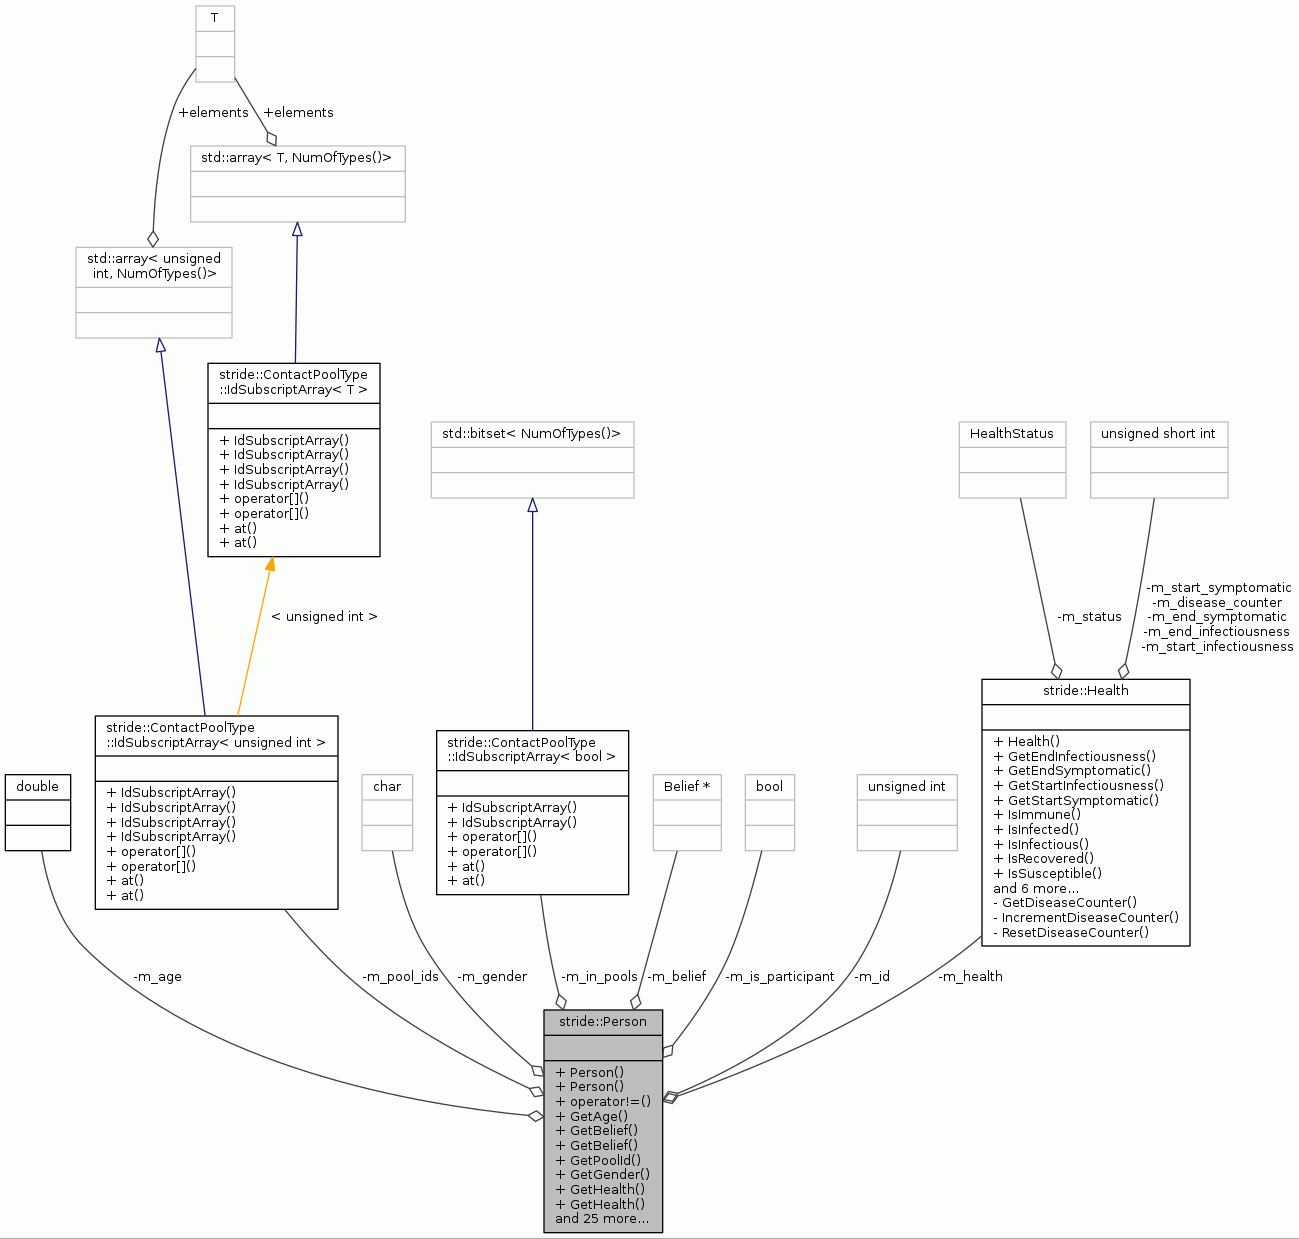 T
+elements
+elements
std::array< T, NumOfTypes()>
std::array< unsigned
int, NumOfTypes()>
stride::ContactPoolType
::IdSubscriptArray< T >
+ IdSubscriptArray()
+ IdSubscriptArray()
+ IdSubscriptArray()
+ IdSubscriptArray()
+ operator[]()
+ operator[]()
+ at()
+ at()
std::bitset< NumOfTypes()>
HealthStatus
unsigned short int
< unsigned int >
-m_status
-m_start_symptomatic
-m_disease_counter
-m_end_symptomatic
-m_end_infectiousness
-m_start_infectiousness
stride::Health
+ Health()
+ GetEndInfectiousness()
+ GetEndSymptomatic()
+ GetStartInfectiousness()
+ GetStartSymptomatic()
+ IsImmune()
+ IsInfected()
+ IsInfectious()
+ IsRecovered()
+ IsSusceptible()
and 6 more...
- GetDiseaseCounter()
- IncrementDiseaseCounter()
- ResetDiseaseCounter()
double
stride::ContactPoolType
::IdSubscriptArray< unsigned int >
+ IdSubscriptArray()
+ IdSubscriptArray()
+ IdSubscriptArray()
+ IdSubscriptArray()
+ operator[]()
+ operator[]()
+ at()
+ at()
char
stride::ContactPoolType
::IdSubscriptArray< bool >
+ IdSubscriptArray()
+ IdSubscriptArray()
+ operator[]()
+ operator[]()
+ at()
+ at()
Belief *
bool
unsigned int
-m_age
-m_pool_ids
-m_gender
-m_in_pools
-m_belief
-m_is_participant
-m_id
-m_health
stride::Person
+ Person()
+ Person()
+ operator!=()
+ GetAge()
+ GetBelief()
+ GetBelief()
+ GetPoolId()
+ GetGender()
+ GetHealth()
+ GetHealth()
and 25 more...